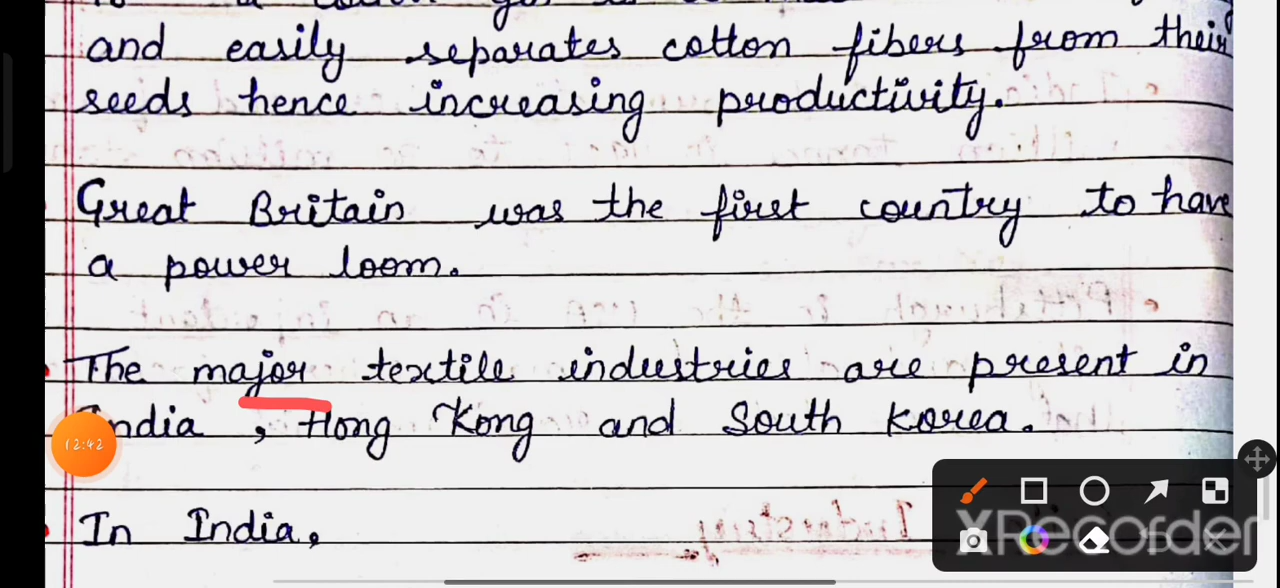 and easily separates cotton fibers from their
seeds hence increasing productivity.
Great Britain was the first country to have
a power loom.
The major textile industries are present in
India, Hong Kong and South Korea.
12:42
In India,
XRecorder